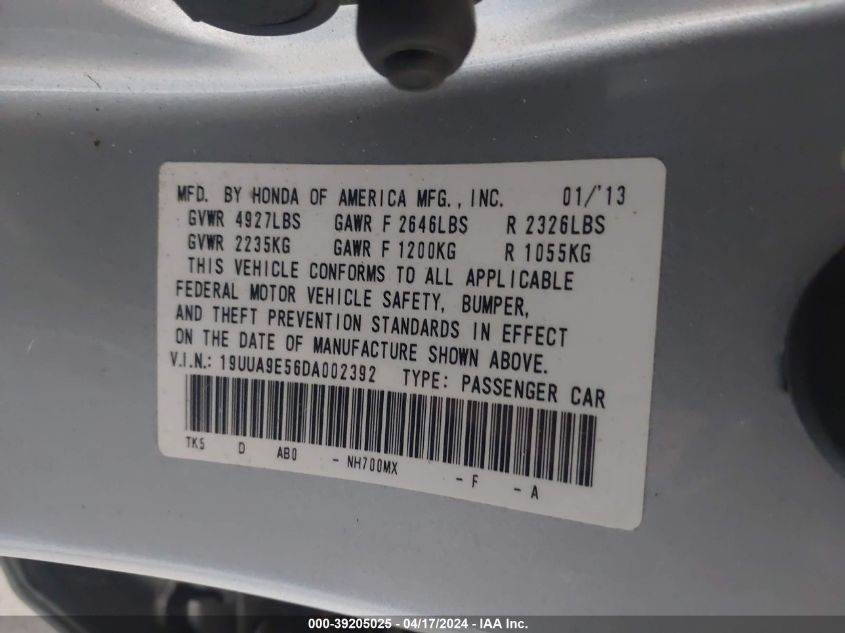 MFD. BY HONDA OF AMERICA MFG., INC. 01/'13
GVWR 4927LBS GAWR F 2646LBS R 2326LBS
GVWR 2235KG GAWR F 1200KG R 1055KG
THIS VEHICLE CONFORMS TO ALL APPLICABLE
FEDERAL MOTOR VEHICLE SAFETY, BUMPER,
AND THEFT PREVENTION STANDARDS IN EFFECT
ON THE DATE OF MANUFACTURE SHOWN ABOVE.
V.I.N.: 19UUA9E56DA002392 TYPE: PASSENGER CAR
TK5 D AB0 - NH700MX - F - A
000-39205025 - 04/17/2024 - IAA Inc.